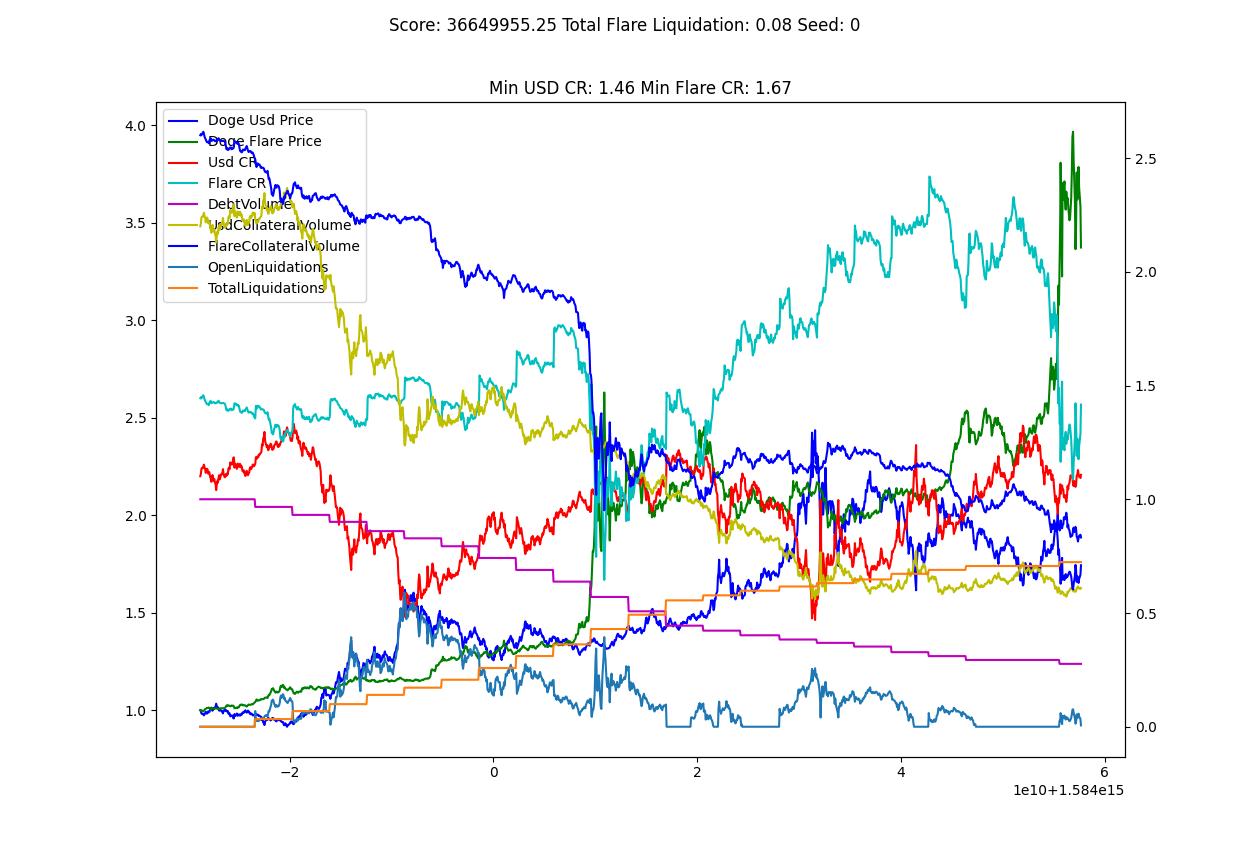 Score: 36649955.25 Total Flare Liquidation: 0.08 Seed: 0
Min USD CR: 1.46 Min Flare CR: 1.67
Doge Usd Price
Doge Flare Price
Usd CR
Flare CR
DebtVolume
UsdCollateralVolume
FlareCollateralVolume
OpenLiquidations
TotalLiquidations
4.0
3.5
3.0
2.5
2.0
1.5
1.0
2.5
2.0
1.5
1.0
0.5
0.0
−2
0
2
4
6
1e10+1.584e15